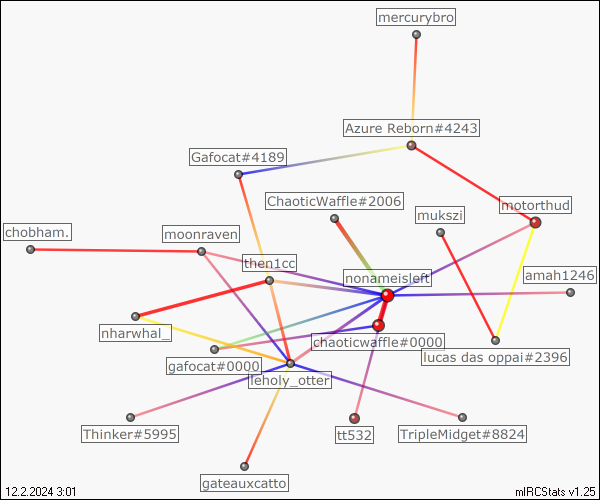 mercurybro
Azure Reborn#4243
Gafocat#4189
ChaoticWaffle#2006
motorthud
mukszi
chobham.
moonraven
then1cc
nonameisleft
amah1246
nharwhal_
chaoticwaffle#0000
lucas das oppai#2396
gafocat#0000
leholy_otter
Thinker#5995
tt532
TripleMidget#8824
gateauxcatto
12.2.2024 3:01
mIRCStats v1.25